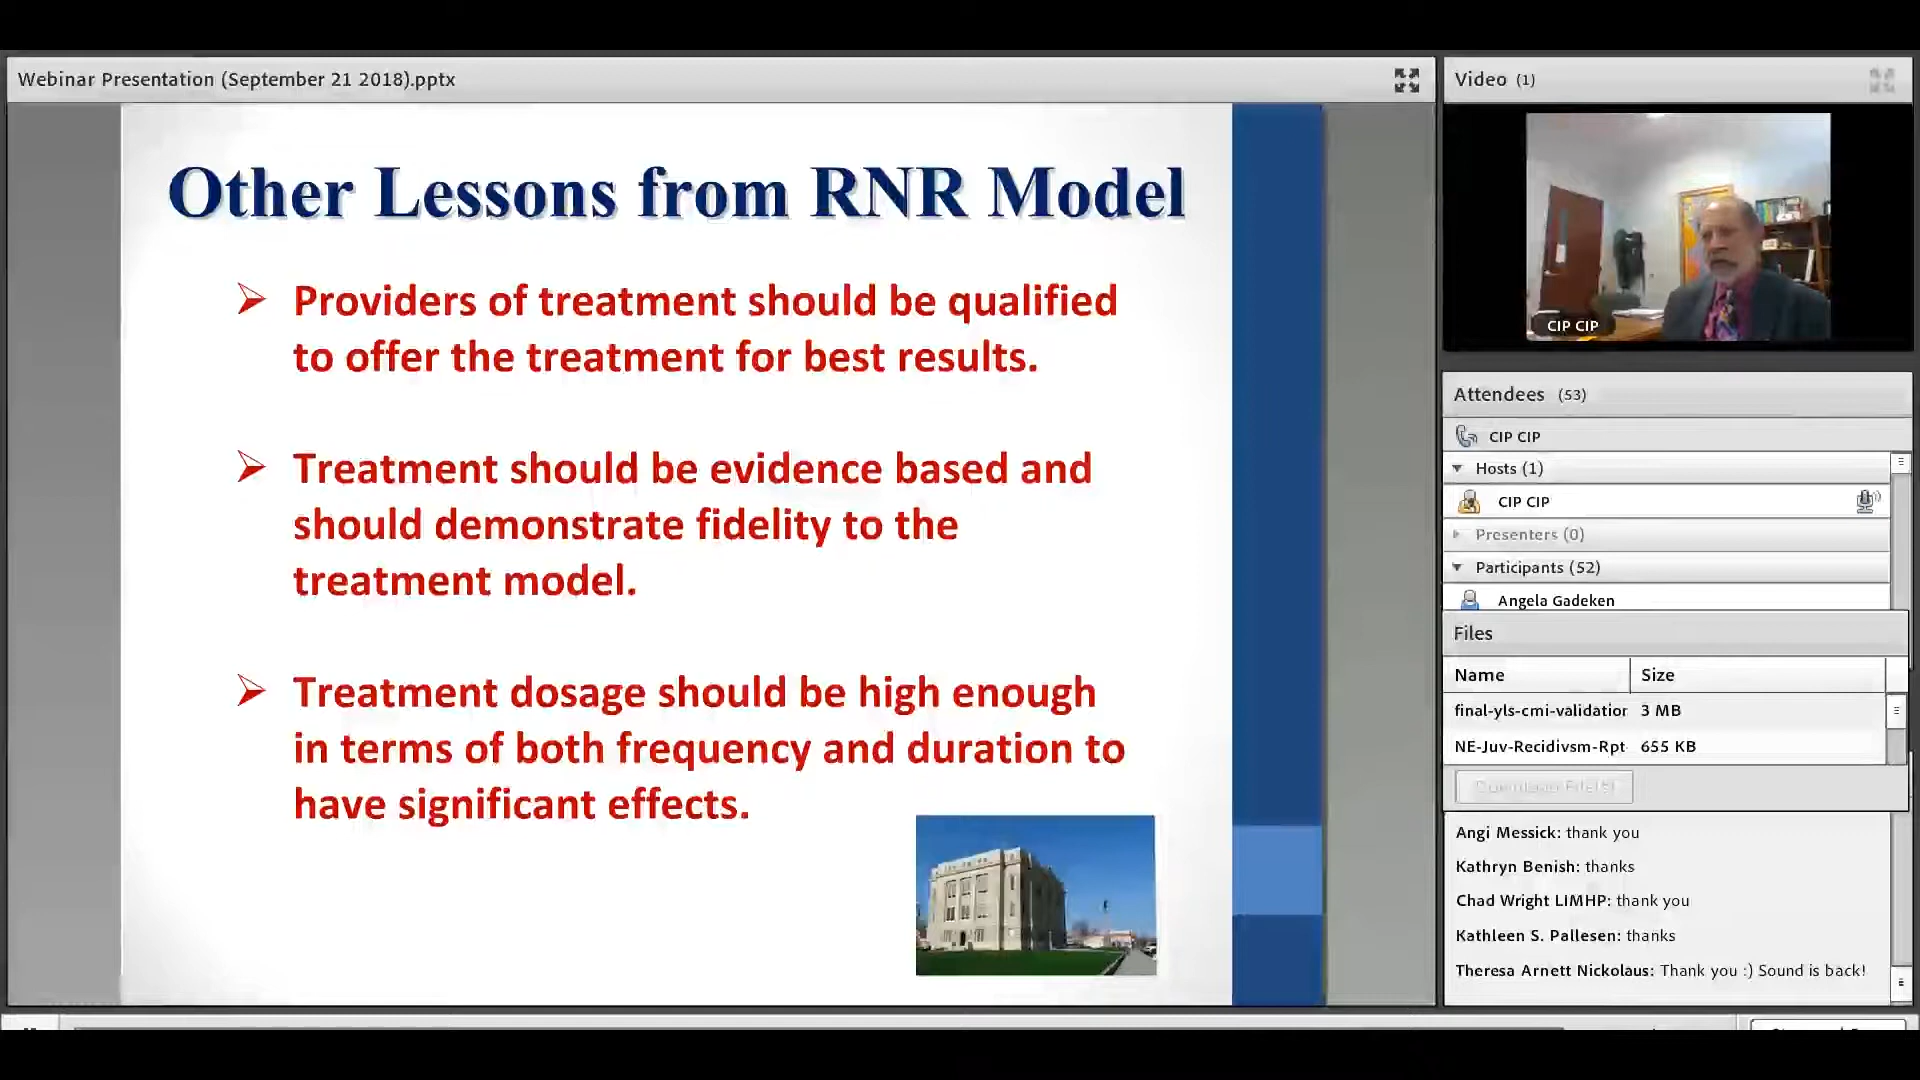 Webinar Presentation (September 21 2018).pptx
Other Lessons from RNR Model
Providers of treatment should be qualified
to offer the treatment for best results.
Treatment should be evidence based and
should demonstrate fidelity to the
treatment model.
Treatment dosage should be high enough
in terms of both frequency and duration to
have significant effects.
Video (1)
CIP CIP
Attendees (53)
CIP CIP
Hosts (1)
CIP CIP
Presenters (0)
Participants (52)
Angela Gadeken
Files
Name Size
final-yls-cmi-validation 3 MB
NE-Juv-Recidivsm-Rpt 655 KB
Download File(s)
Angi Messick: thank you
Kathryn Benish: thanks
Chad Wright LIMHP: thank you
Kathleen S. Pallesen: thanks
Theresa Arnett Nickolaus: Thank you :) Sound is back!